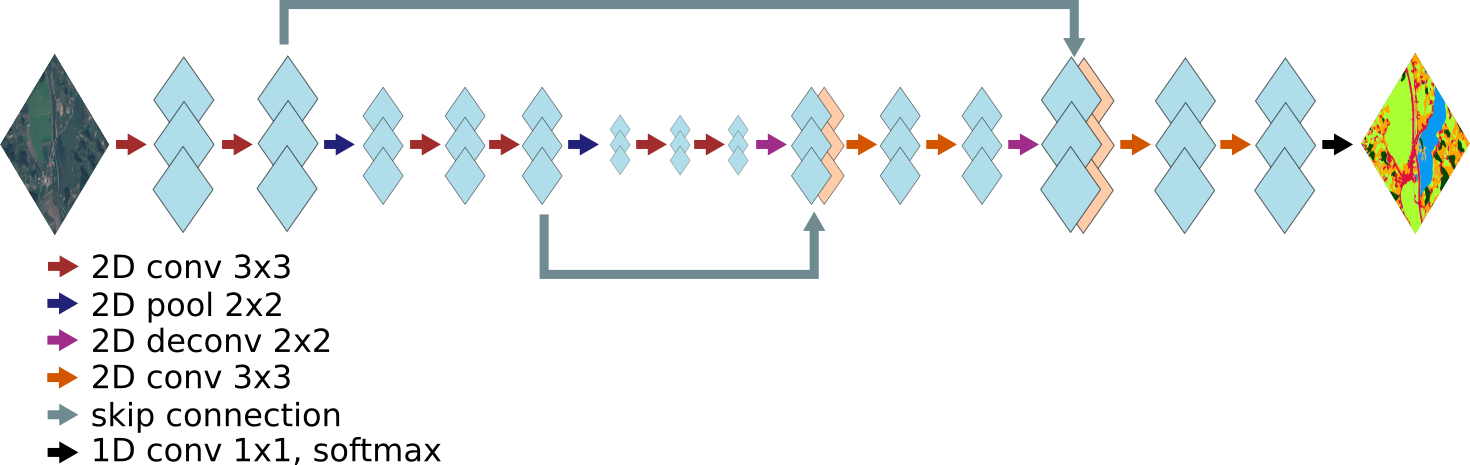 2D conv 3x3
2D pool 2x2
2D deconv 2x2
2D conv 3x3
skip connection
1D conv 1x1, softmax